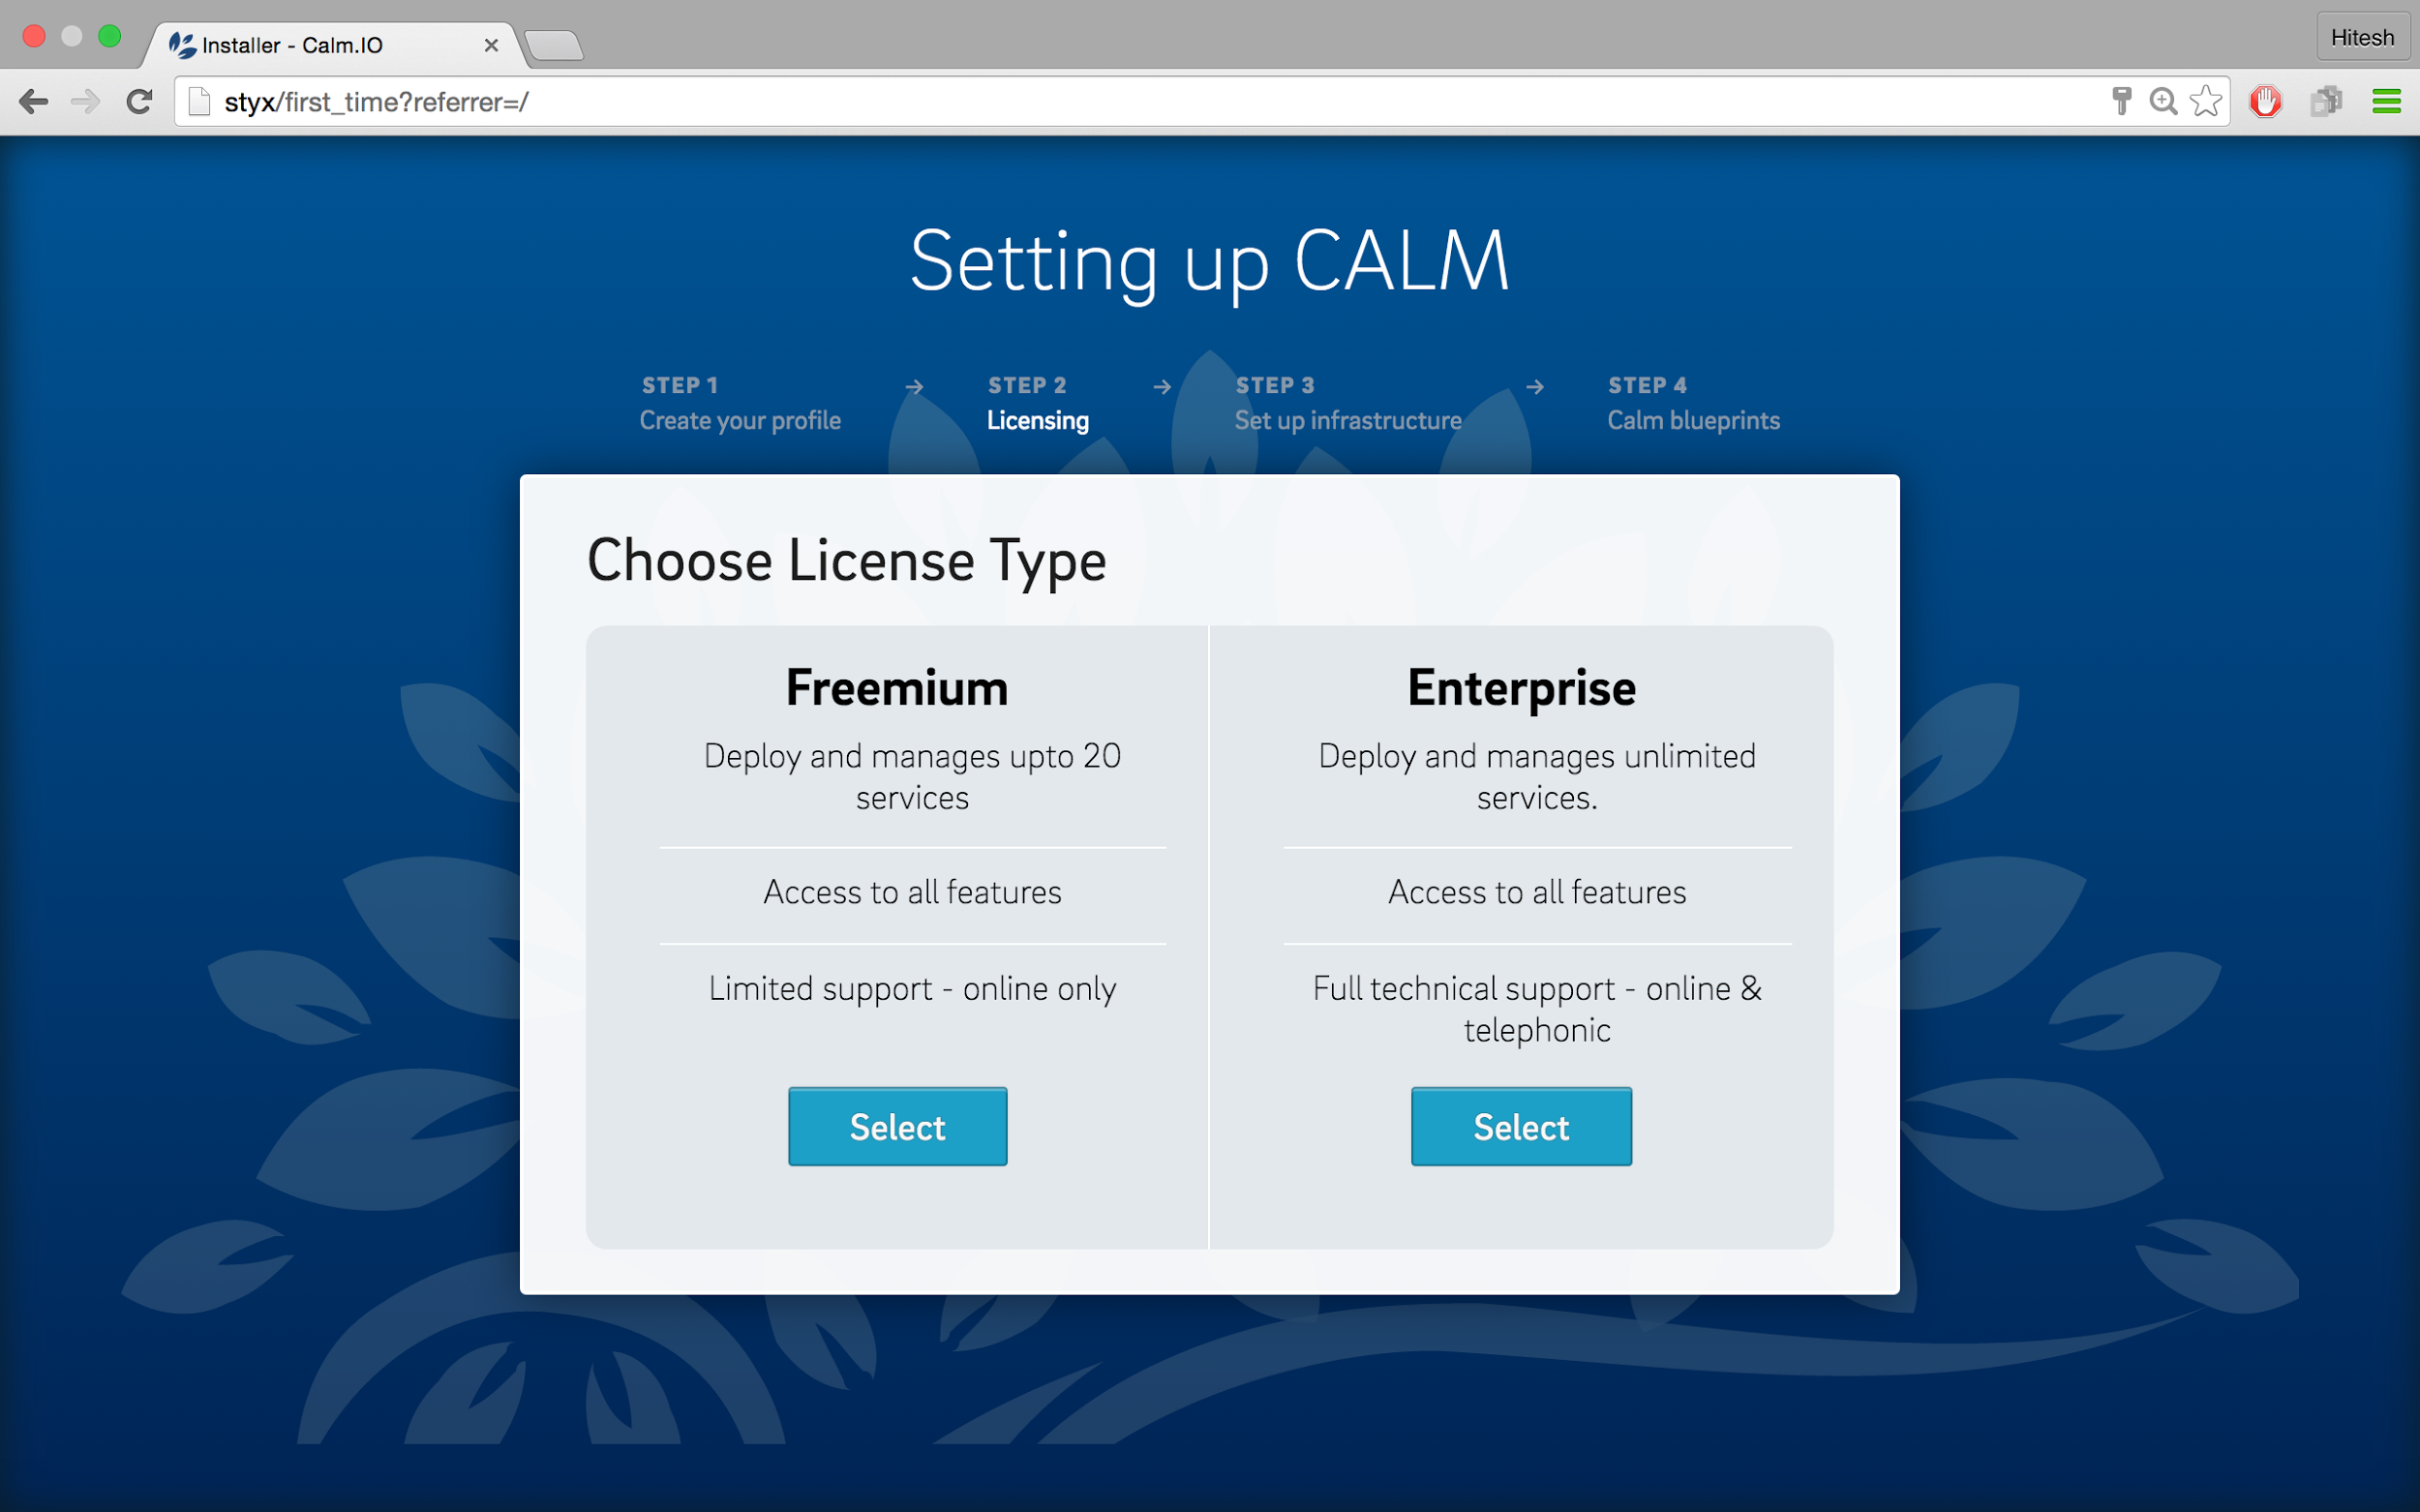 Installer - Calm.IO
Hitesh
styx/first_time?referrer=/
Setting up CALM
STEP 1
Create your profile
→
STEP 2
Licensing
→
STEP 3
Set up infrastructure
→
STEP 4
Calm blueprints
Choose License Type
Freemium
Deploy and manages upto 20
services
Access to all features
Limited support - online only
Select
Enterprise
Deploy and manages unlimited
services.
Access to all features
Full technical support - online &
telephonic
Select